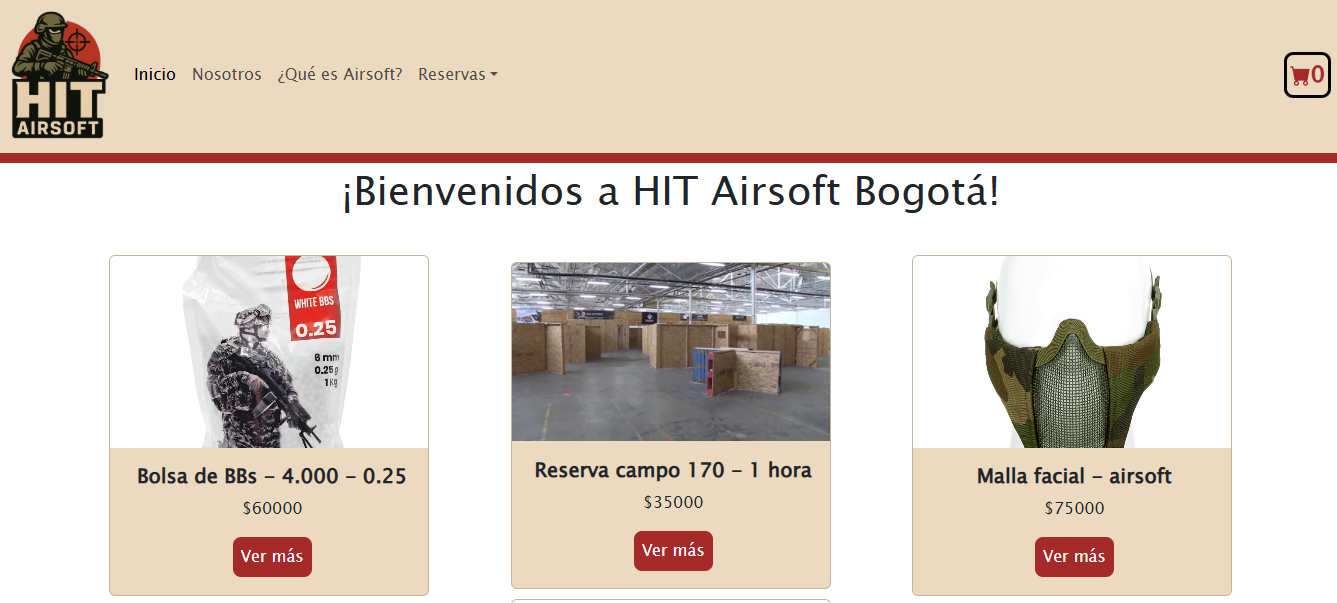 HIT
AIRSOFT
Inicio
Nosotros
¿Qué es Airsoft?
Reservas
0
¡Bienvenidos a HIT Airsoft Bogotá!
WHITE BBS
0.25
6 mm
0.25 g
1 Kg
Bolsa de BBs - 4.000 - 0.25
$60000
Ver más
Reserva campo 170 - 1 hora
$35000
Ver más
Malla facial - airsoft
$75000
Ver más